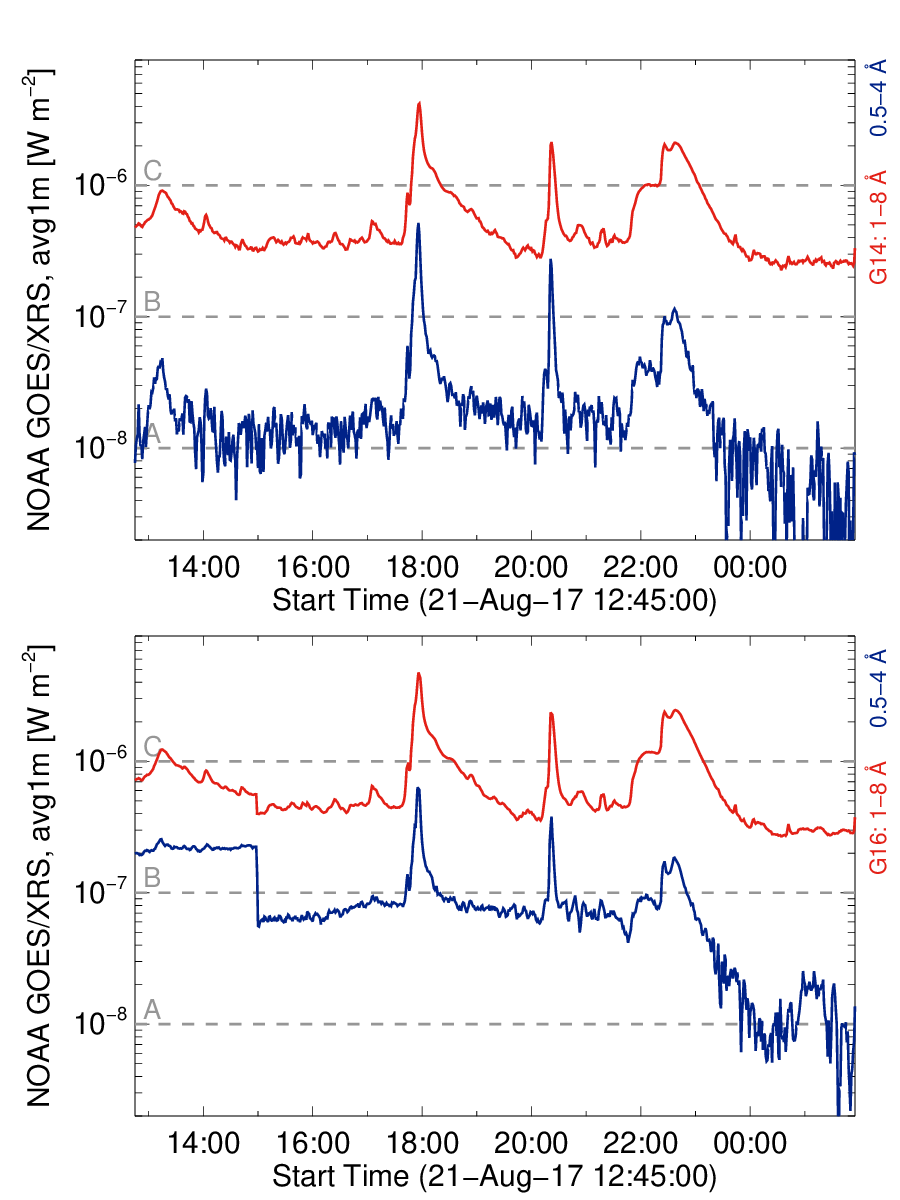 NOAA GOES/XRS, avg1m [W m−2]
10−6
10−7
10−8
C
B
A
0.5−4 Å
G14: 1−8 Å
14:00 16:00 18:00 20:00 22:00 00:00
Start Time (21−Aug−17 12:45:00)
NOAA GOES/XRS, avg1m [W m−2]
10−6
10−7
10−8
C
B
A
0.5−4 Å
G16: 1−8 Å
14:00 16:00 18:00 20:00 22:00 00:00
Start Time (21−Aug−17 12:45:00)